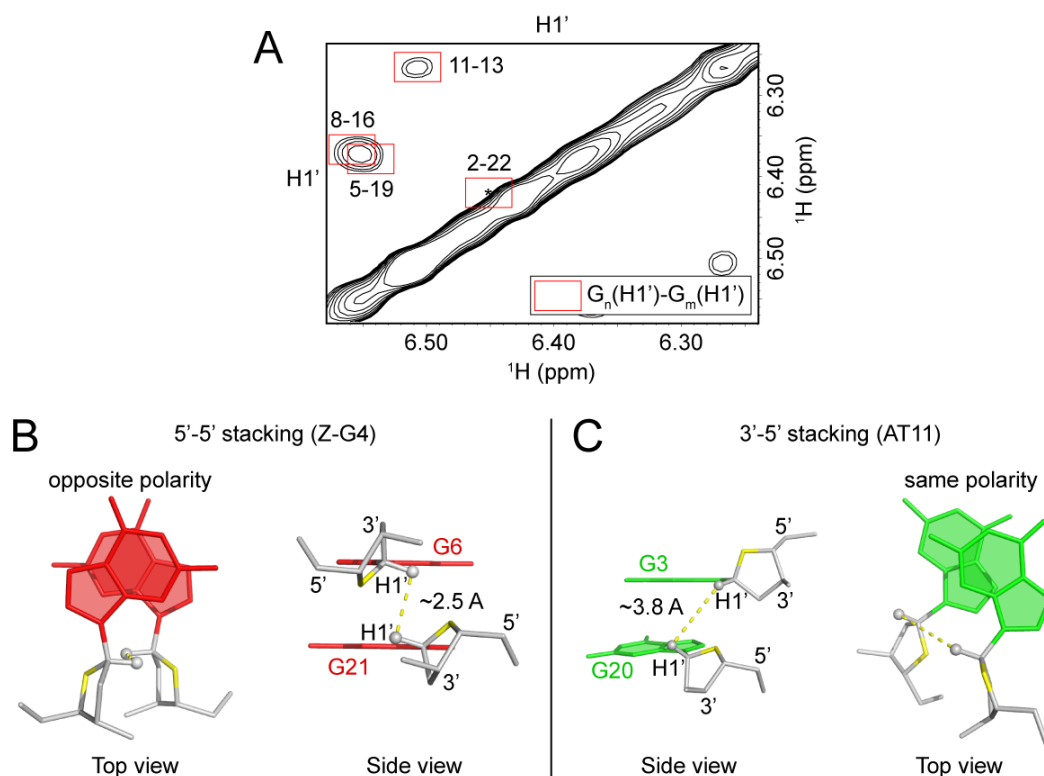 A
H1'
11-13
8-16
5-19
2-22
*
H1'
6.30
6.40
6.50
¹H (ppm)
Gn(H1')-Gm(H1')
6.50
6.40
6.30
¹H (ppm)
B
5'-5' stacking (Z-G4)
opposite polarity
3'
G6
5'
H1'
~2.5 A
5'
H1'
G21
3'
Top view
Side view
C
3'-5' stacking (AT11)
same polarity
5'
G3
H1'
3'
~3.8 A
G20
H1'
5'
3'
Side view
Top view